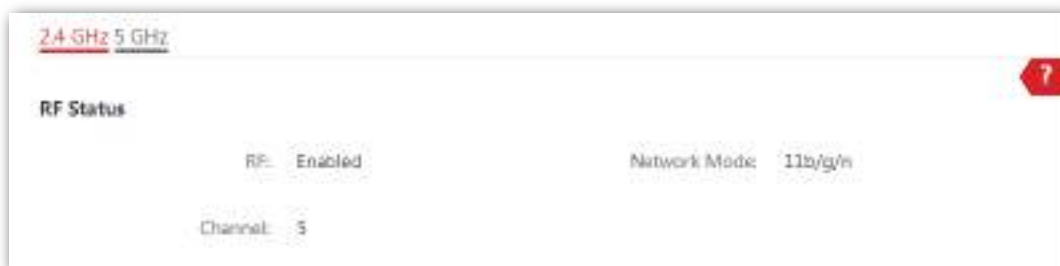 2.4 GHz 5 GHz
?
RF Status
RF: Enabled Network Mode: 11b/g/n
Channel: 5